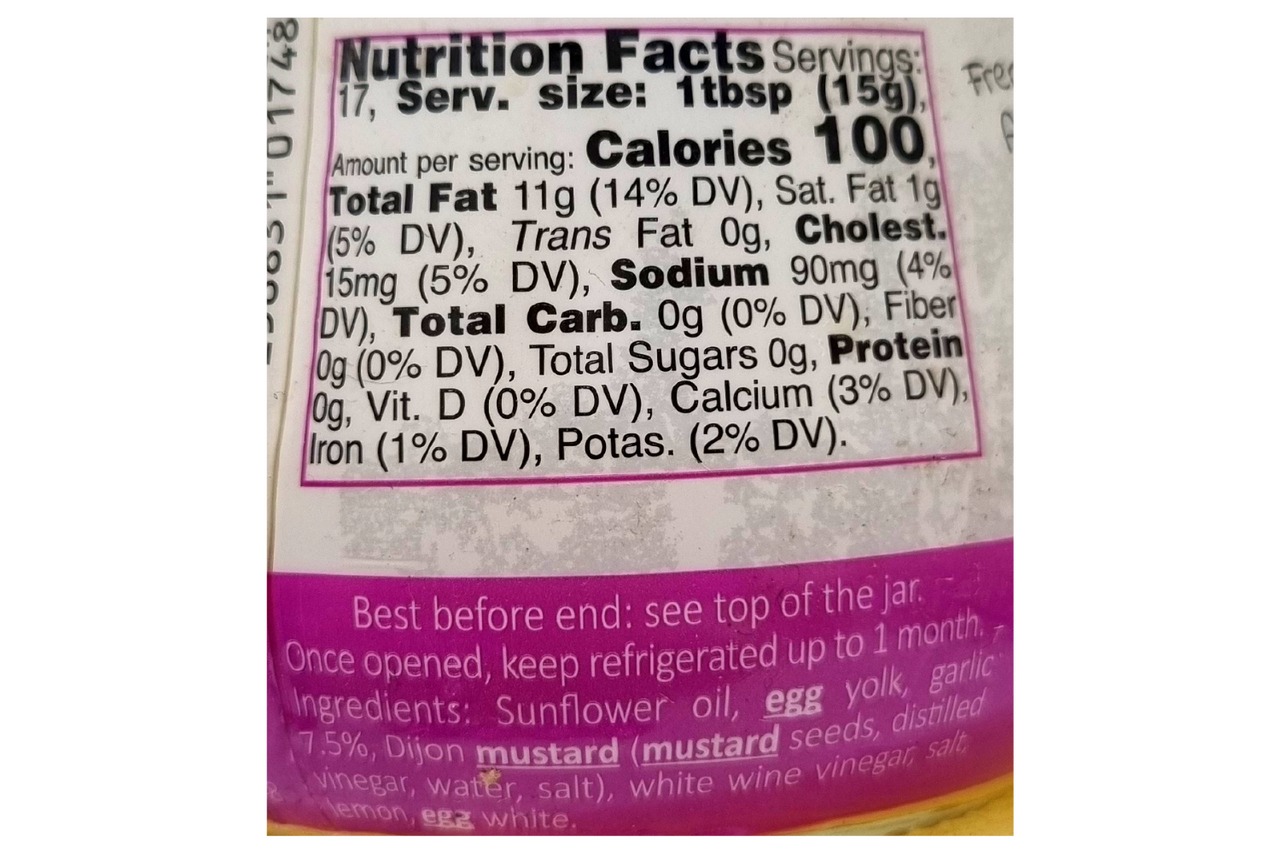 Nutrition Facts Servings:
17, Serv. size: 1tbsp (15g),
Amount per serving: Calories 100,
Total Fat 11g (14% DV), Sat. Fat 1g
(5% DV), Trans Fat 0g, Cholest.
15mg (5% DV), Sodium 90mg (4%
DV), Total Carb. 0g (0% DV), Fiber
0g (0% DV), Total Sugars 0g, Protein
0g, Vit. D (0% DV), Calcium (3% DV),
Iron (1% DV), Potas. (2% DV).
Best before end: see top of the jar.
Once opened, keep refrigerated up to 1 month.
Ingredients: Sunflower oil, egg yolk, garlic
7.5%, Dijon mustard (mustard seeds, distilled
vinegar, water, salt), white wine vinegar, salt,
lemon, egg white.